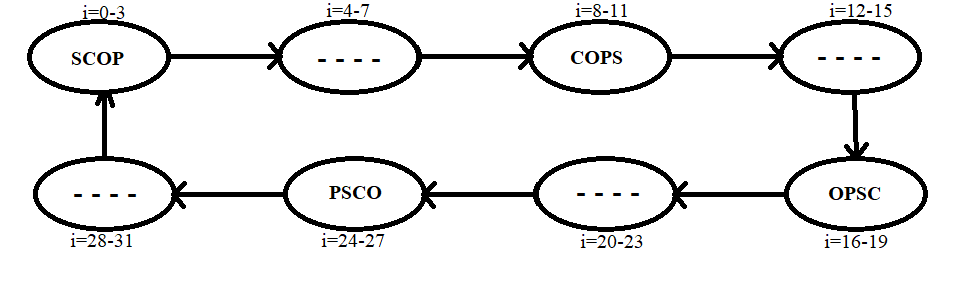 i=0-3
i=4-7
i=8-11
i=12-15
SCOP
- - - -
COPS
- - - -
- - - -
PSCO
- - - -
OPSC
i=28-31
i=24-27
i=20-23
i=16-19